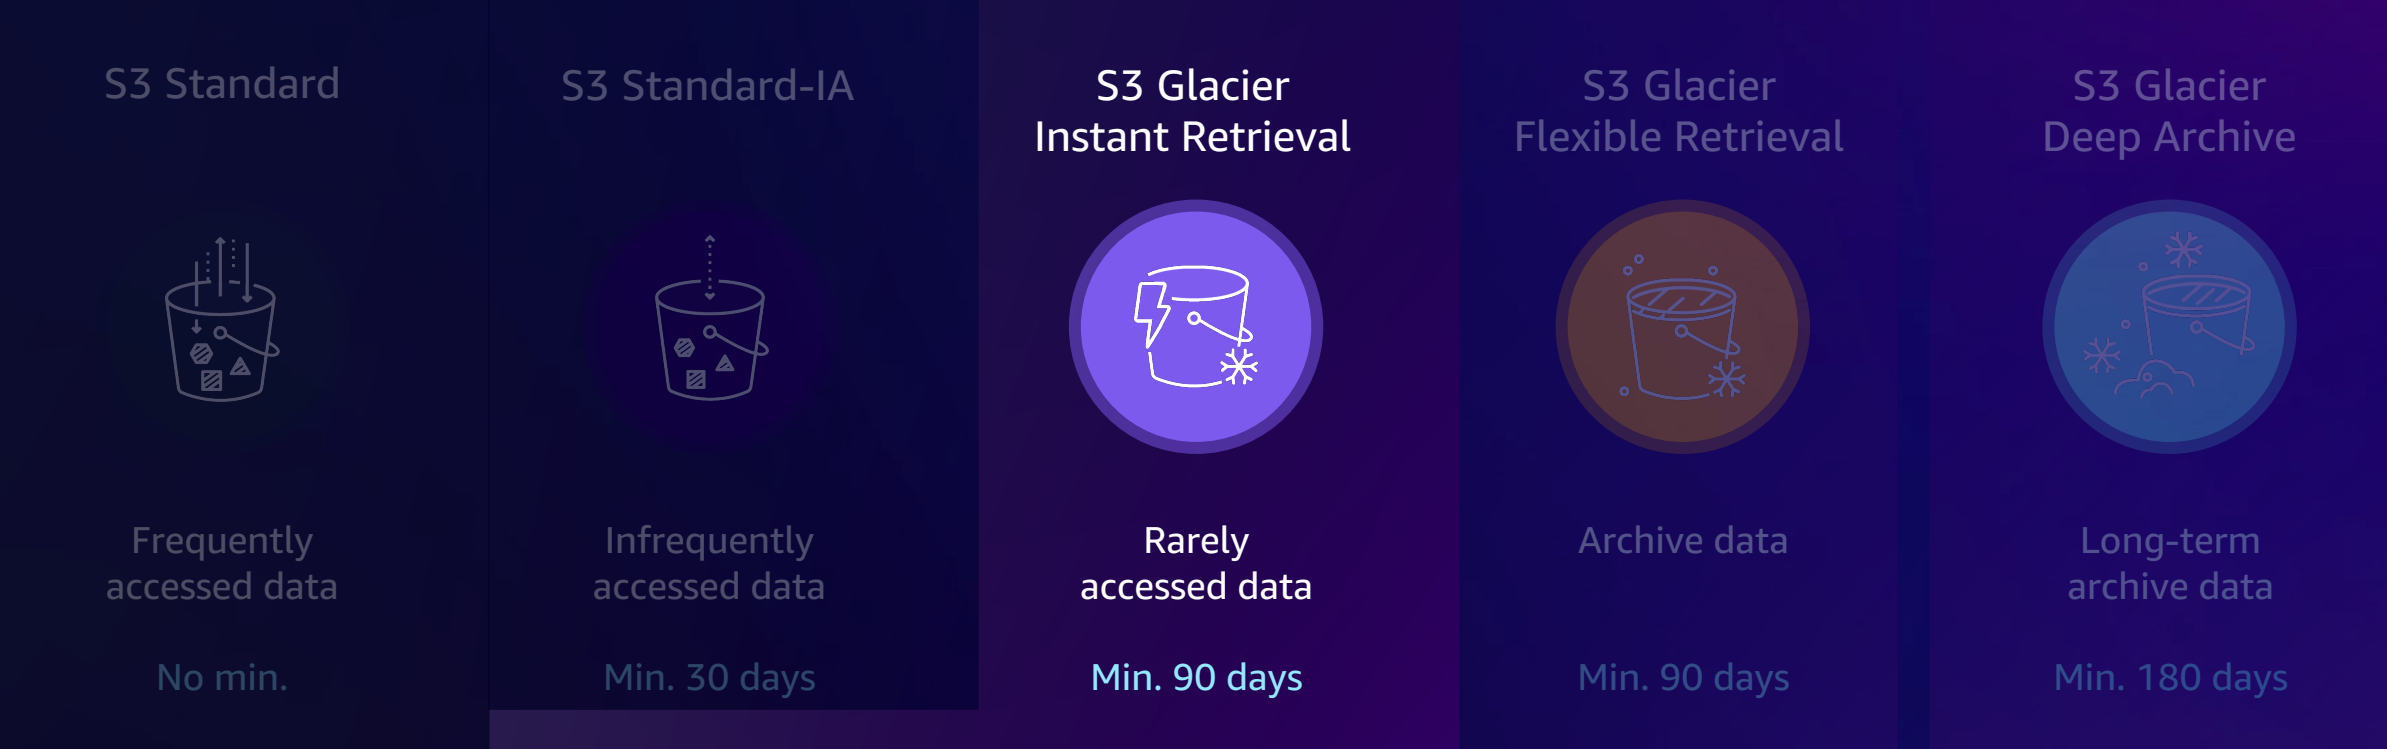 S3 Standard
Frequently
accessed data
No min.
S3 Standard-IA
Infrequently
accessed data
Min. 30 days
S3 Glacier
Instant Retrieval
Rarely
accessed data
Min. 90 days
S3 Glacier
Flexible Retrieval
Archive data
Min. 90 days
S3 Glacier
Deep Archive
Long-term
archive data
Min. 180 days